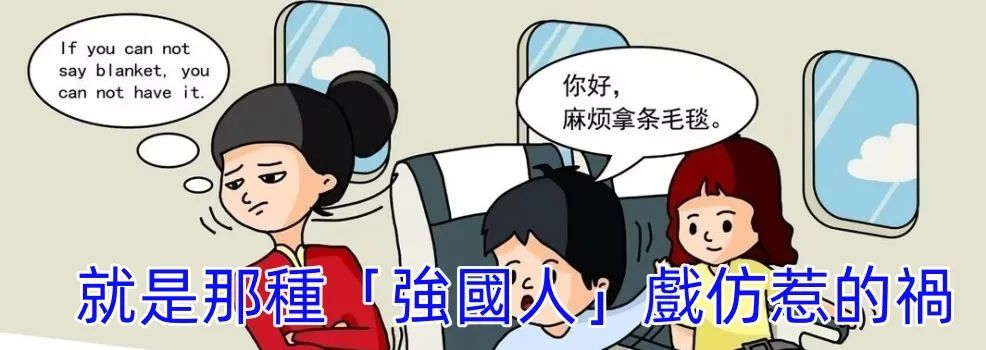 If you can not
say blanket, you
can not have it.
你好，
麻烦拿条毛毯。
就是那種「強國人」戲仿惹的禍